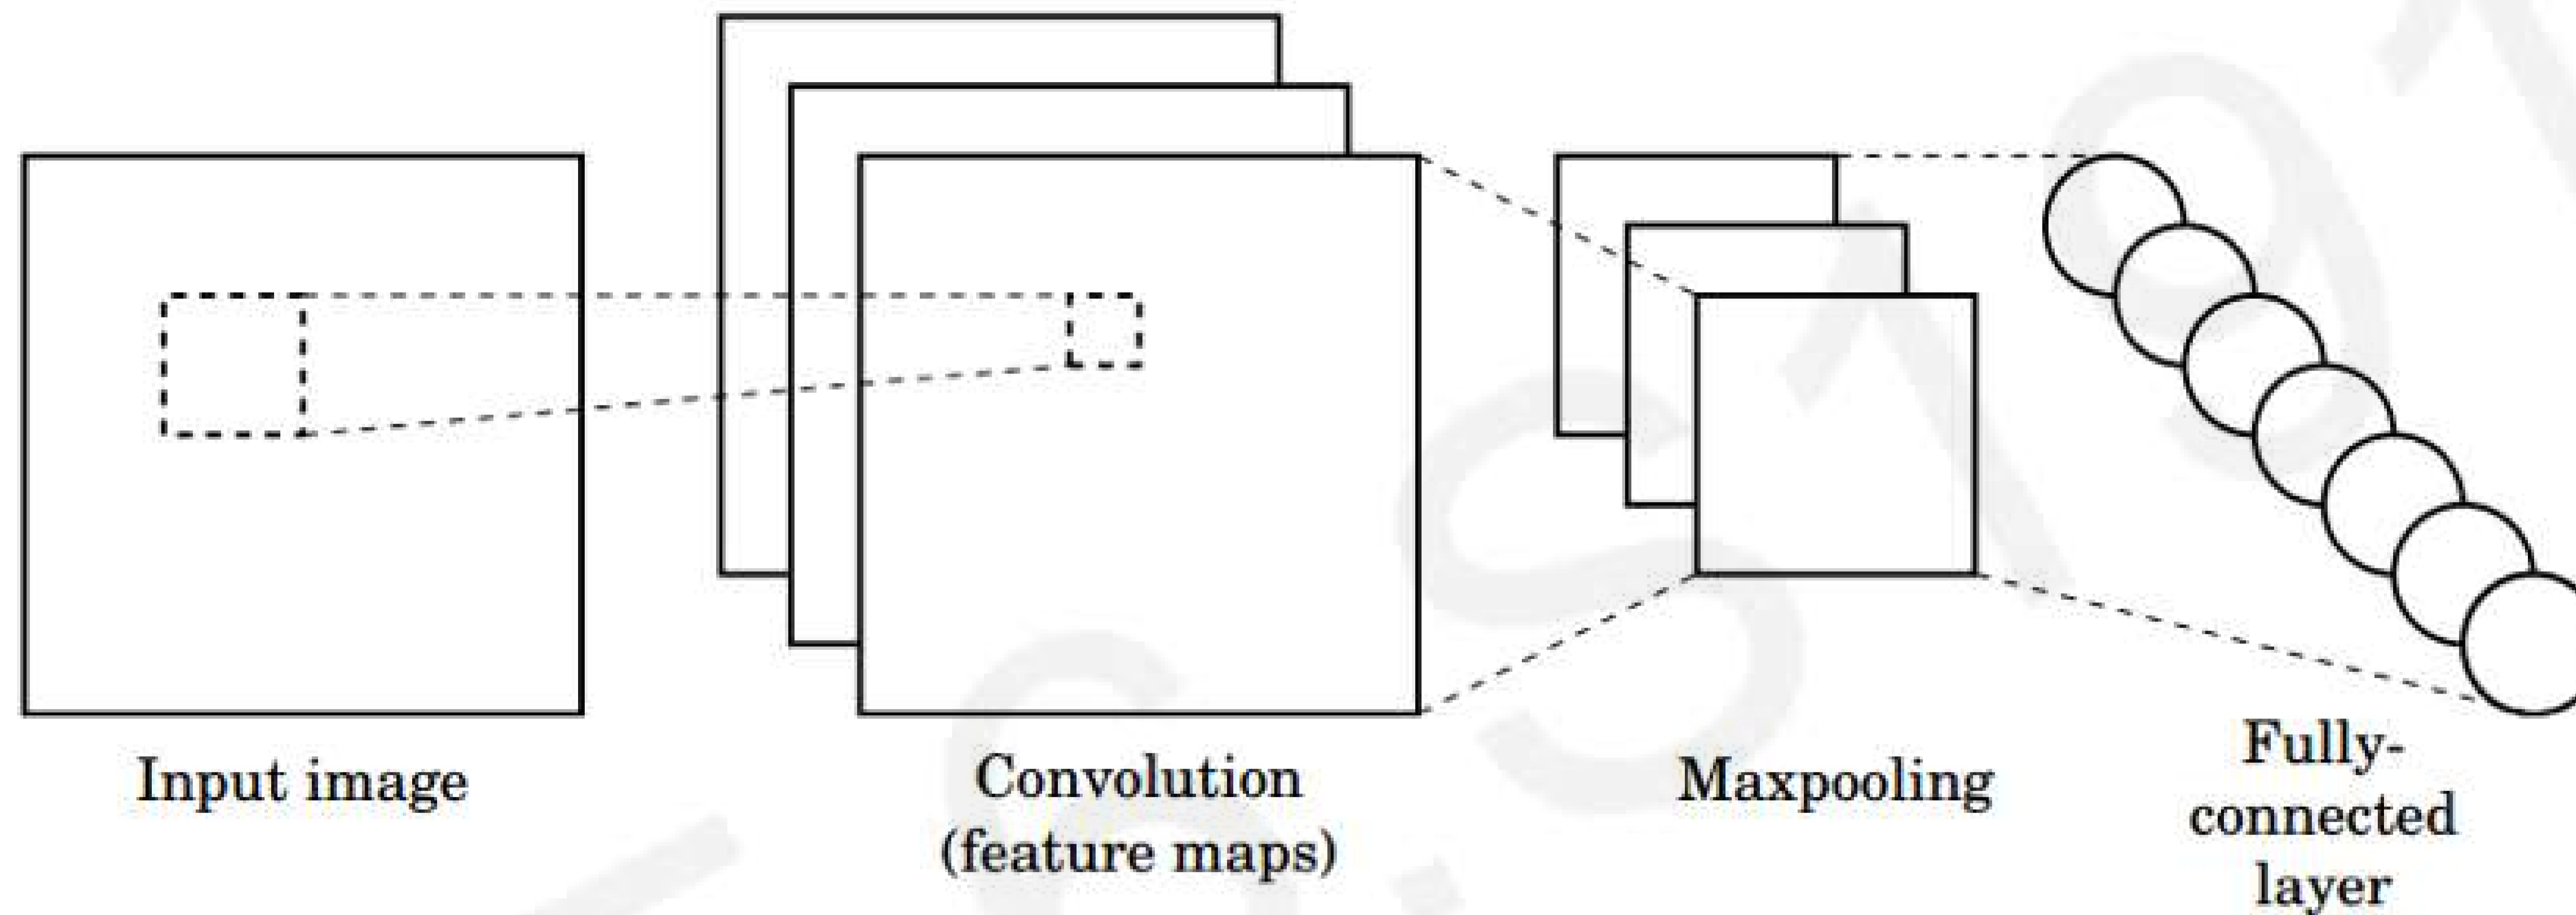 Input image
Convolution
(feature maps)
Maxpooling
Fully-
connected
layer